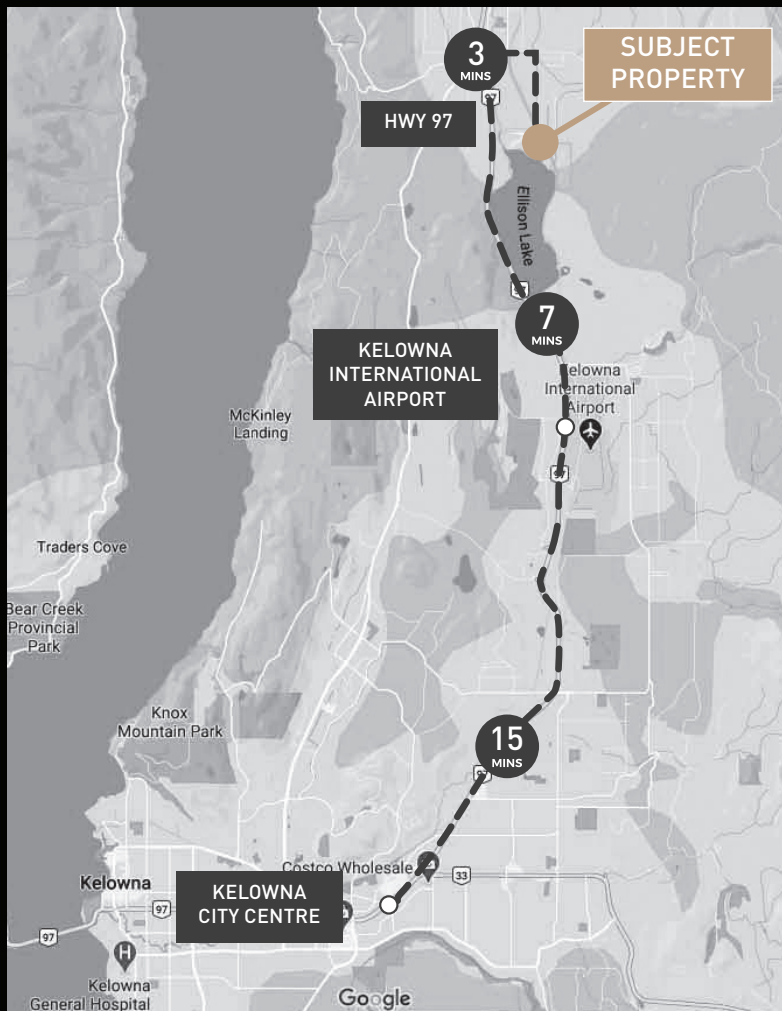 3
MINS
SUBJECT
PROPERTY
97
HWY 97
Ellison Lake
97
7
MINS
KELOWNA
INTERNATIONAL
AIRPORT
Kelowna
International
Airport
McKinley
Landing
97
Traders Cove
Bear Creek
Provincial
Park
Knox
Mountain Park
15
MINS
97
Costco Wholesale
33
Kelowna
KELOWNA
CITY CENTRE
97
97
H
Kelowna
General Hospital
Google